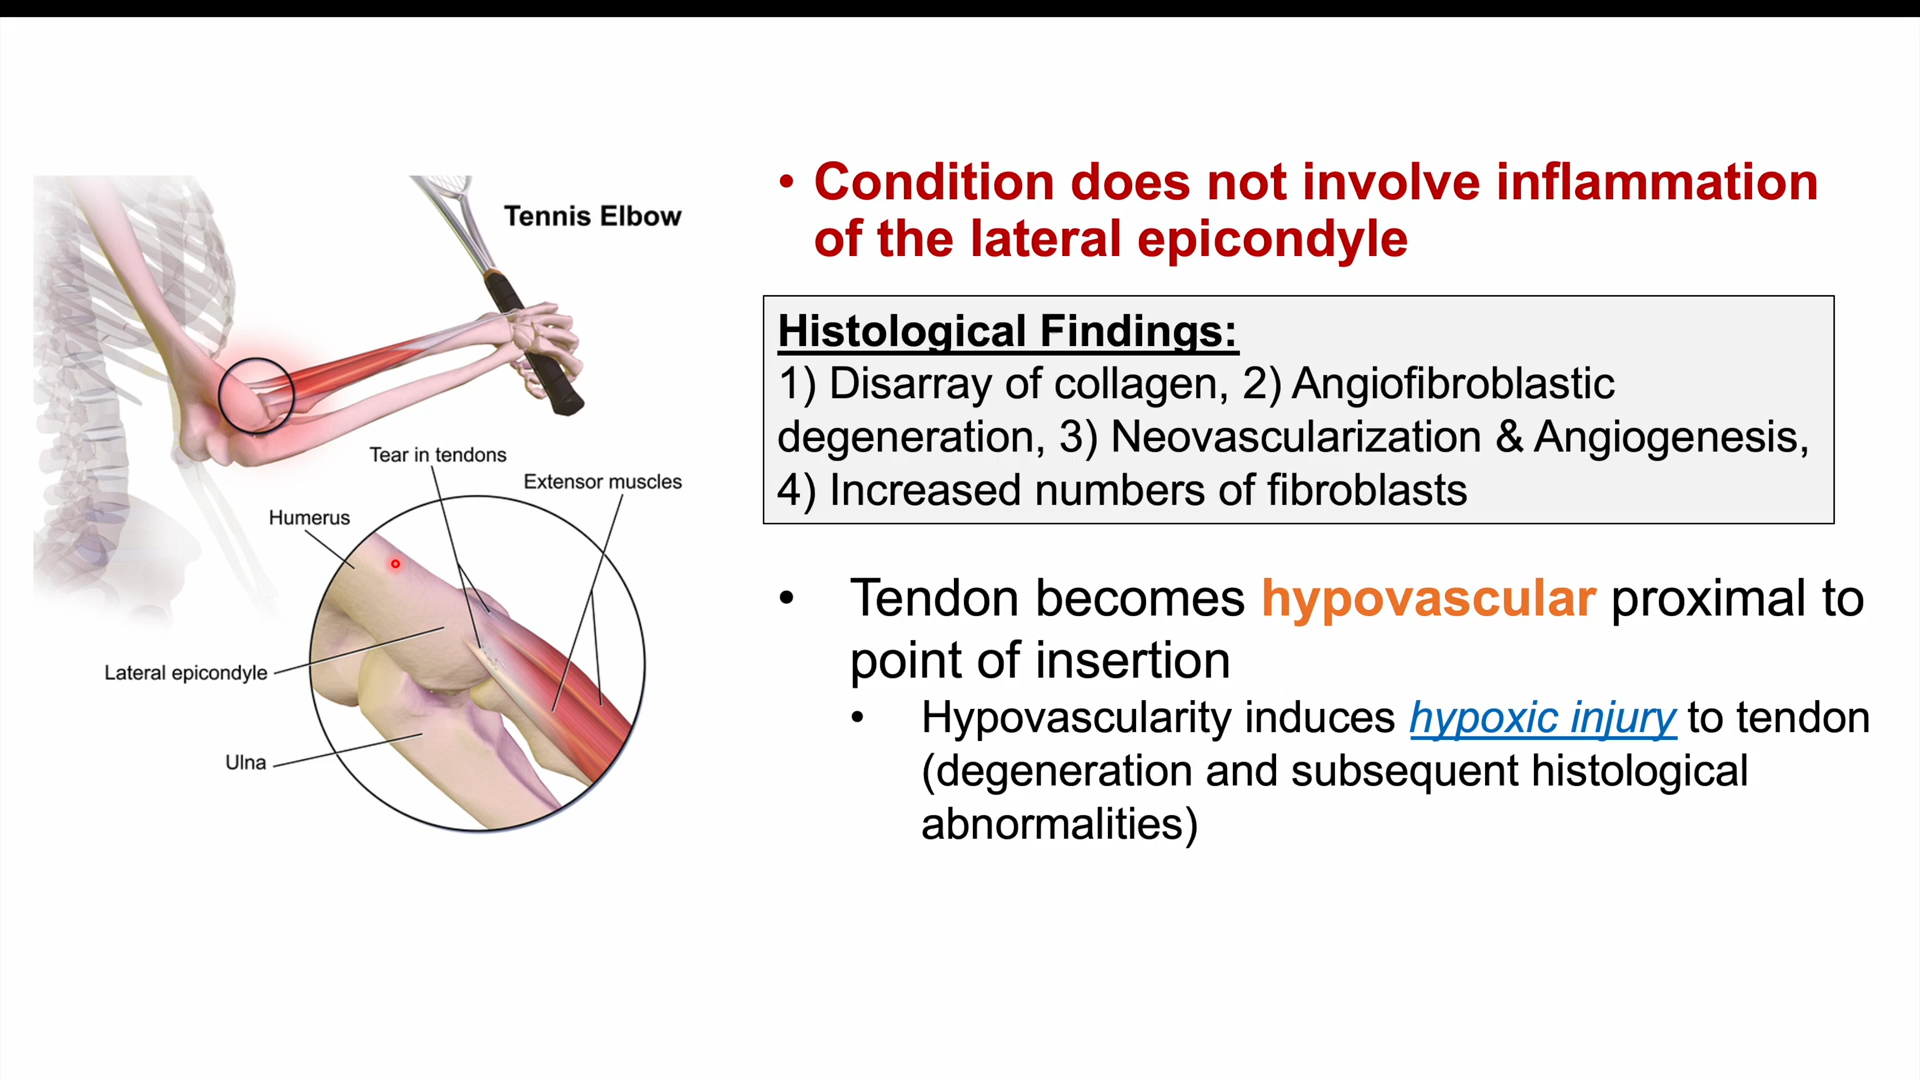 Tennis Elbow
Tear in tendons
Extensor muscles
Humerus
Lateral epicondyle
Ulna
• Condition does not involve inflammation
of the lateral epicondyle
Histological Findings:
1) Disarray of collagen, 2) Angiofibroblastic
degeneration, 3) Neovascularization & Angiogenesis,
4) Increased numbers of fibroblasts
• Tendon becomes hypovascular proximal to
point of insertion
• Hypovascularity induces hypoxic injury to tendon
(degeneration and subsequent histological
abnormalities)